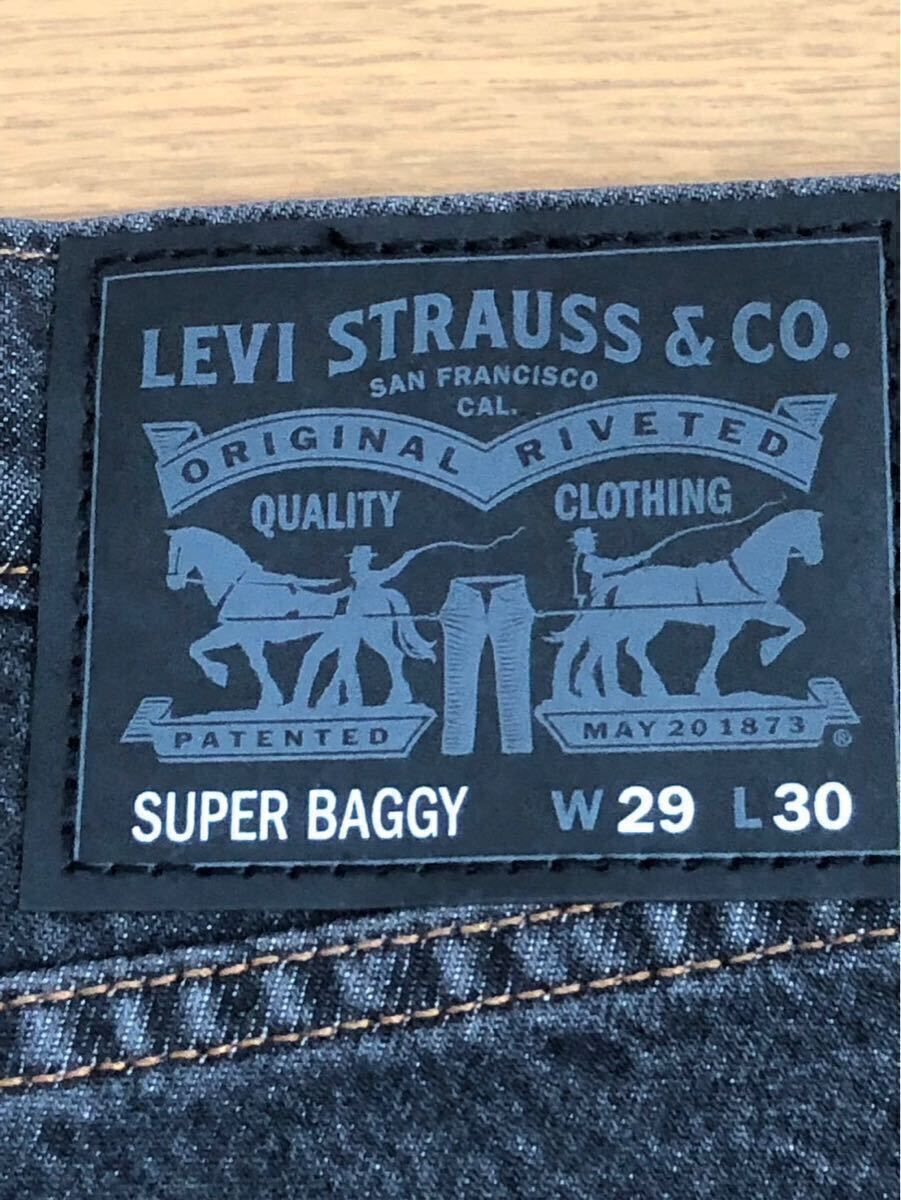 LEVI STRAUSS & CO.
SAN FRANCISCO
CAL.
ORIGINAL RIVETED
QUALITY CLOTHING
PATENTED MAY 20 1873 ®
SUPER BAGGY W 29 L 30